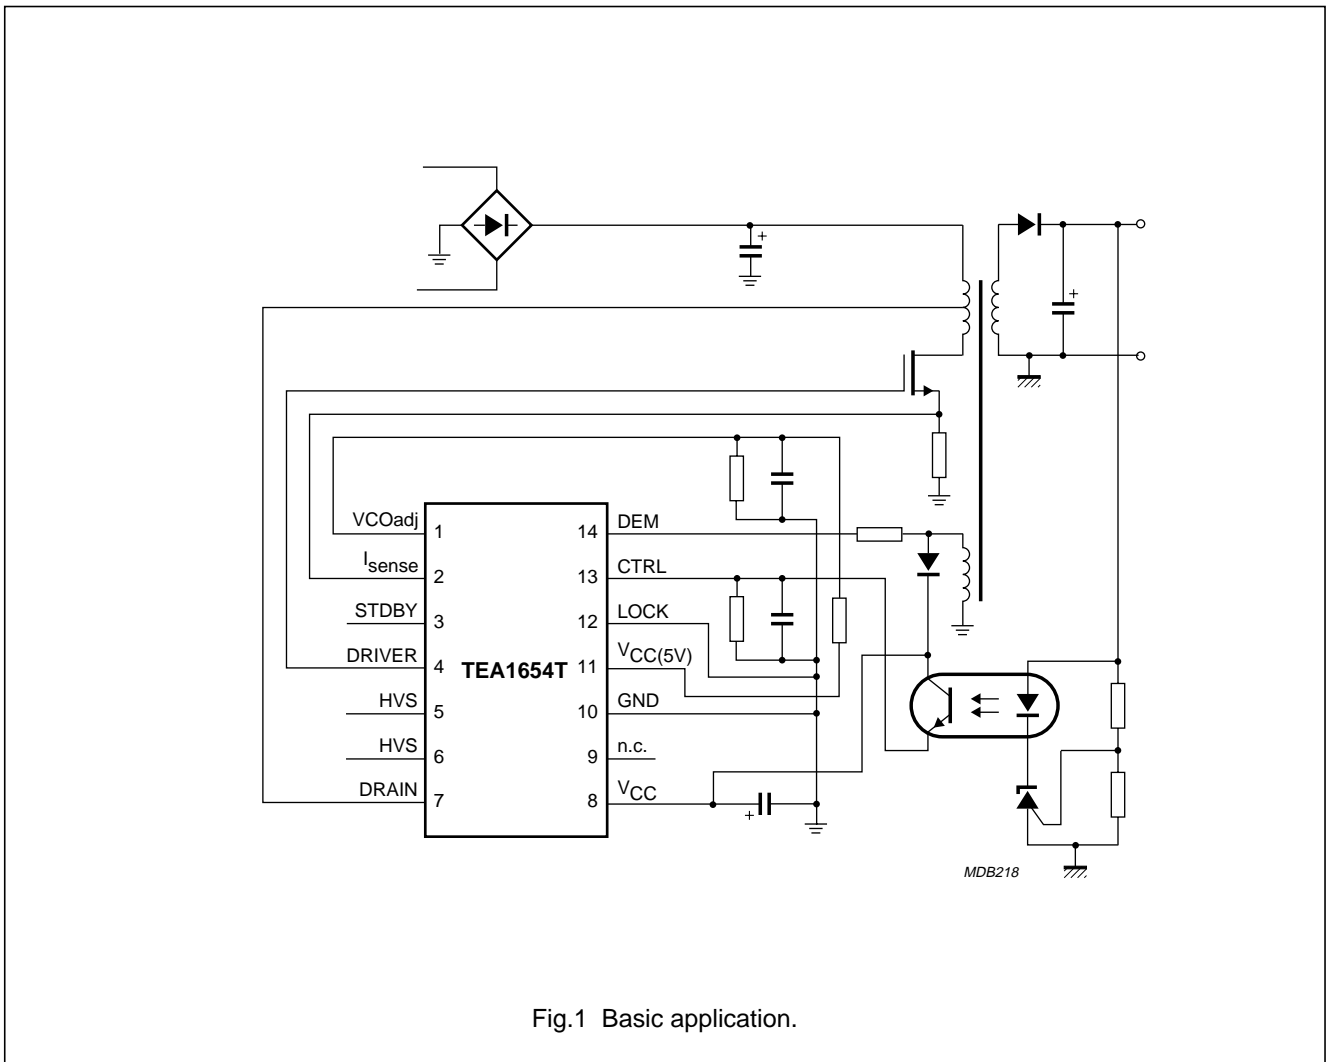 VCOadj 1
14 DEM
Isense 2
13 CTRL
STDBY 3
12 LOCK
DRIVER 4
TEA1654T
11 VCC(5V)
HVS 5
10 GND
HVS 6
9 n.c.
DRAIN 7
8 VCC
+
+
+
MDB218
Fig.1 Basic application.